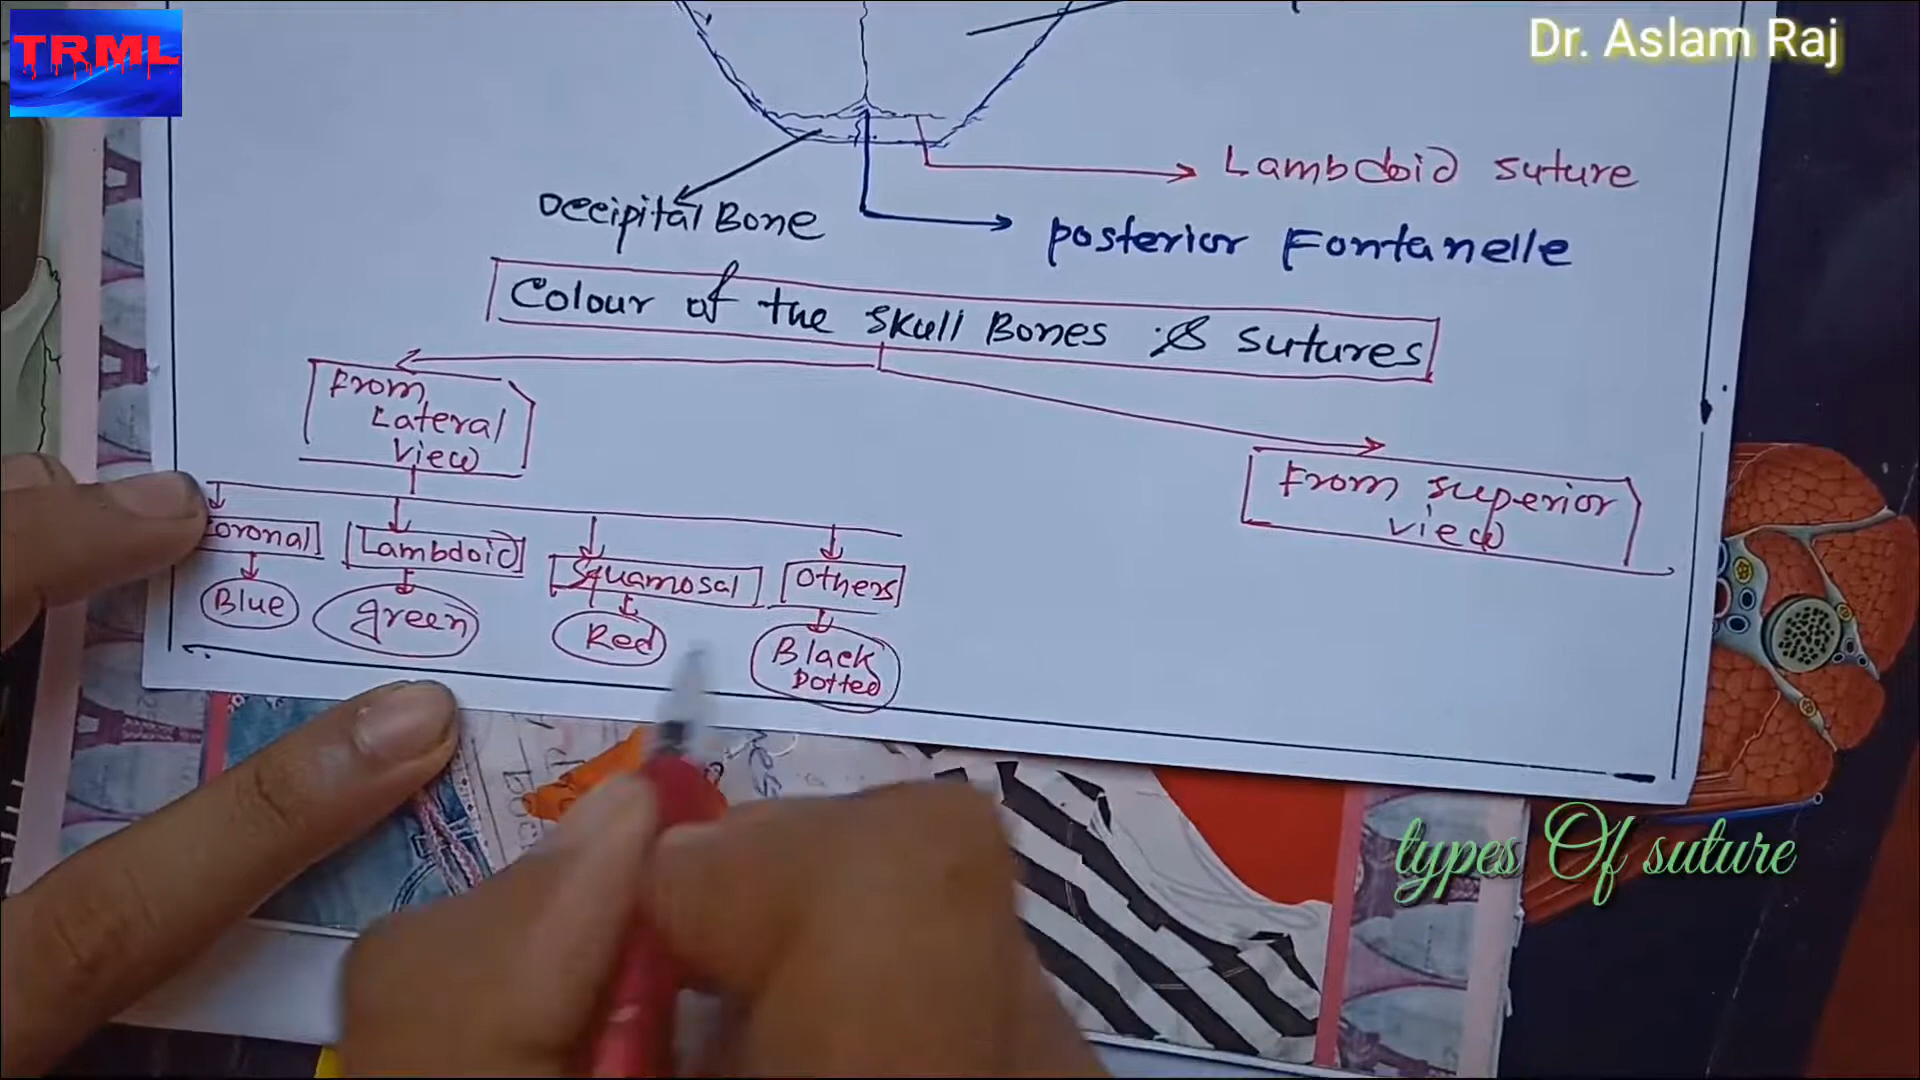 TRML
Dr. Aslam Raj
Lambdoid suture
Occipital Bone
posterior Fontanelle
Colour of the skull Bones & sutures
From
Lateral
View
From superior
view
oronal
Lambdoid
Squamosal
Others
Blue
green
Red
Black
Dotted
types Of suture